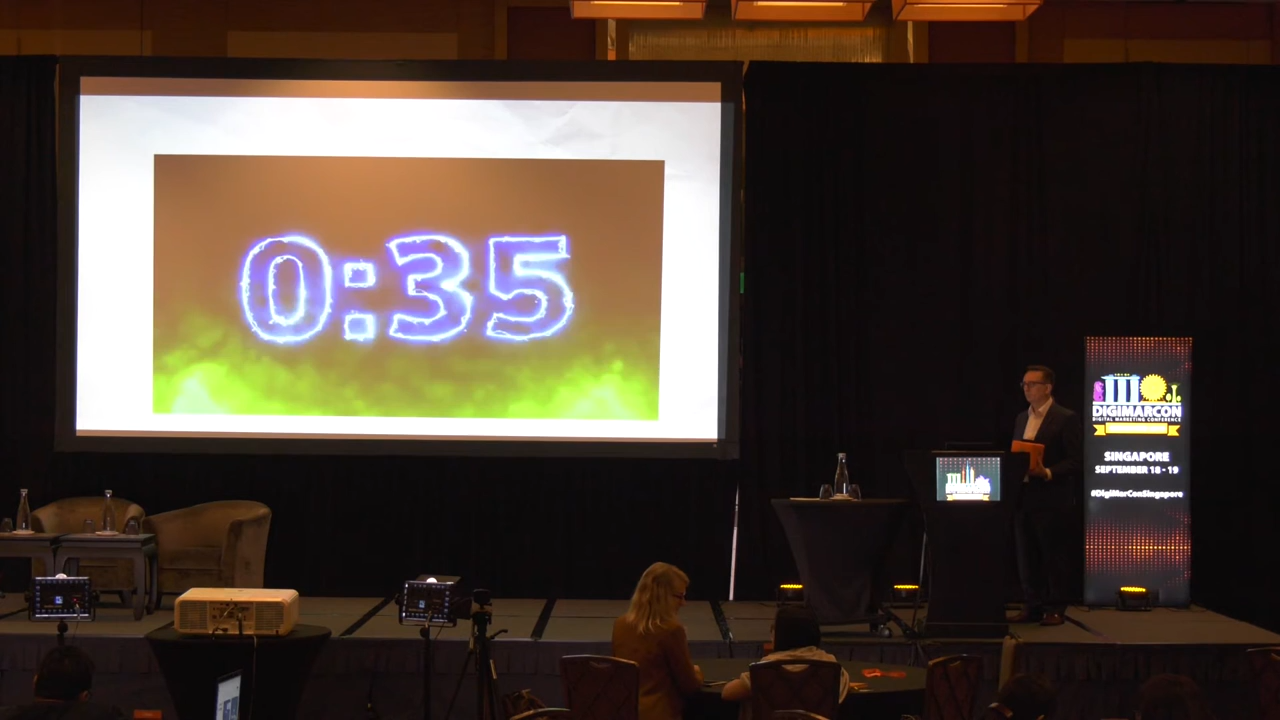 0:35
DIGIMARCON
DIGITAL MARKETING CONFERENCE
SINGAPORE
SEPTEMBER 18 - 19
#DigiMarConSingapore